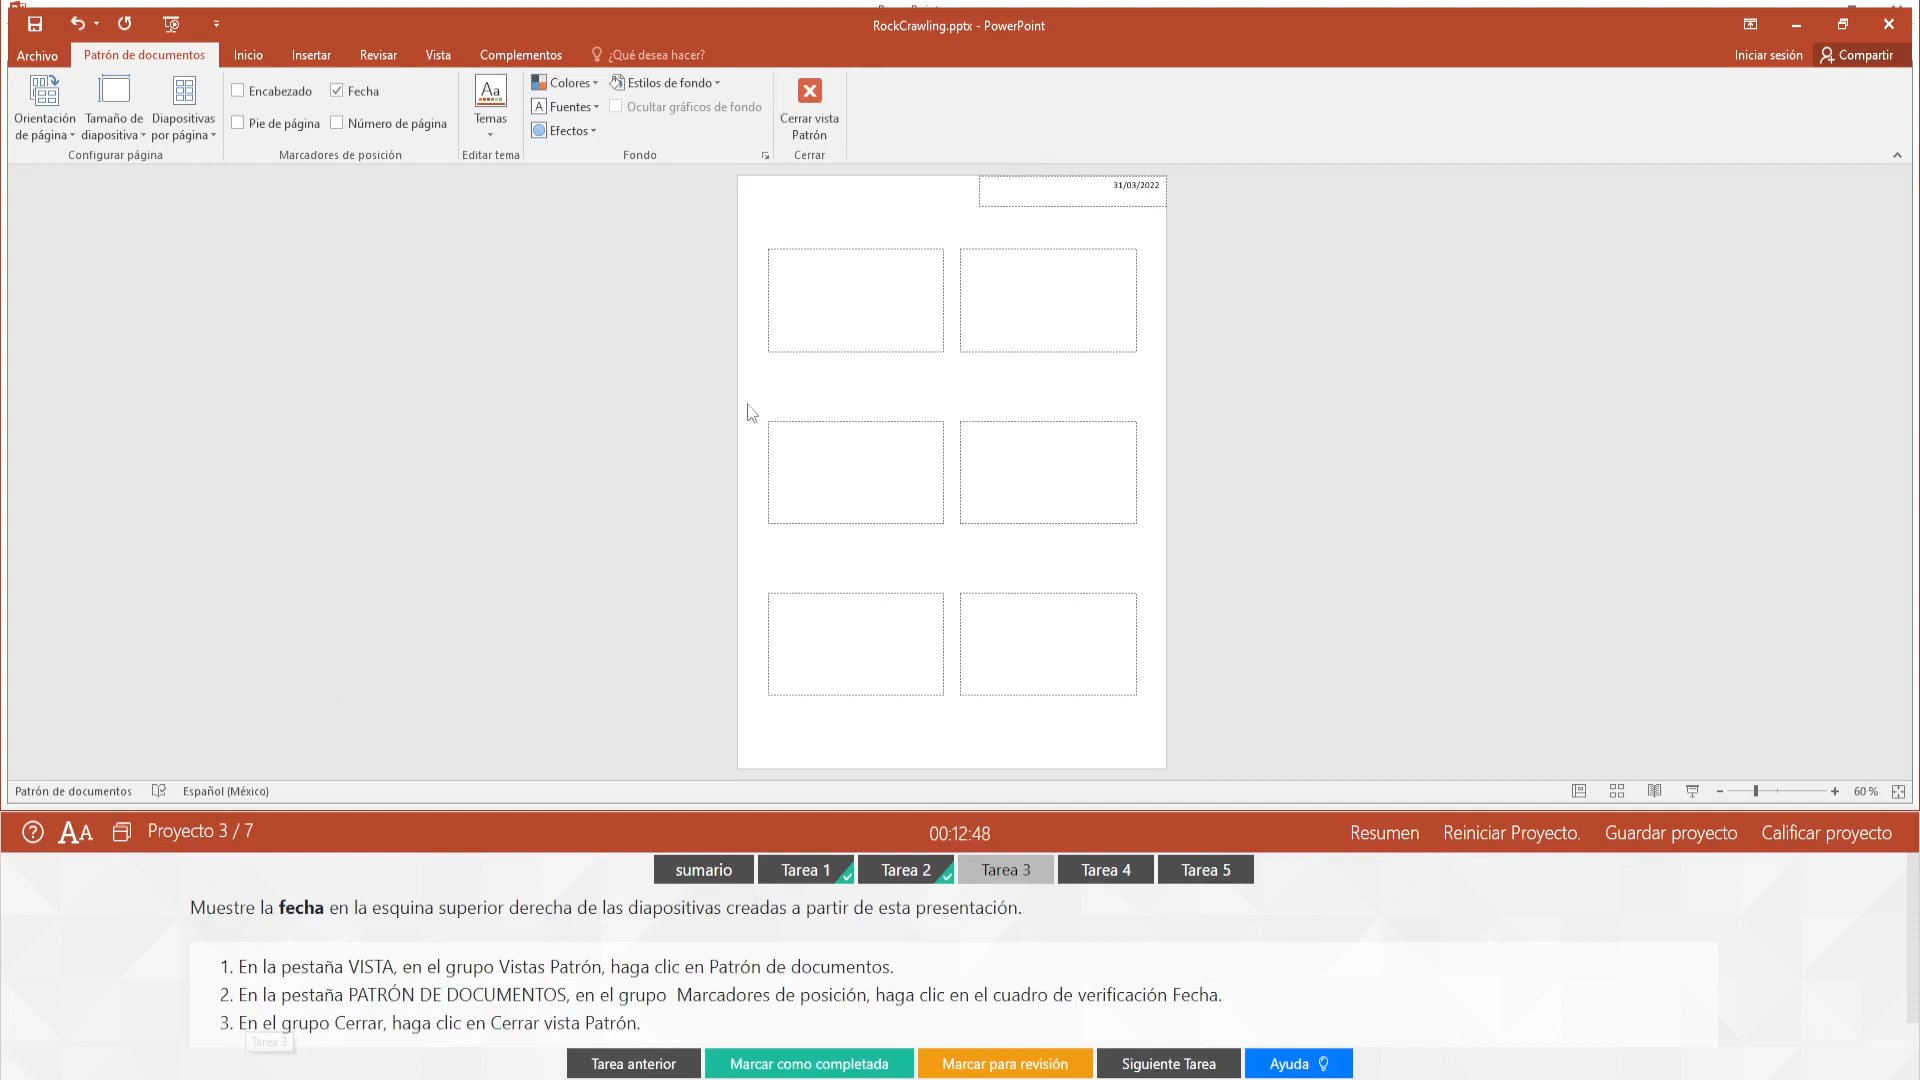 RockCrawling.pptx - PowerPoint
Archivo Patrón de documentos Inicio Insertar Revisar Vista Complementos ¿Qué desea hacer? Iniciar sesión Compartir
Orientación de página
Tamaño de diapositiva
Diapositivas por página
Configurar página
Encabezado Fecha
Pie de página Número de página
Marcadores de posición
Aa
Temas
Editar tema
Colores Estilos de fondo
A Fuentes Ocultar gráficos de fondo
Efectos
Fondo
Cerrar vista Patrón
Cerrar
31/03/2022
Patrón de documentos Español (México) 60 %
? AA Proyecto 3 / 7 00:12:48 Resumen Reiniciar Proyecto. Guardar proyecto Calificar proyecto
sumario Tarea 1 Tarea 2 Tarea 3 Tarea 4 Tarea 5
Muestre la fecha en la esquina superior derecha de las diapositivas creadas a partir de esta presentación.
1. En la pestaña VISTA, en el grupo Vistas Patrón, haga clic en Patrón de documentos.
2. En la pestaña PATRÓN DE DOCUMENTOS, en el grupo Marcadores de posición, haga clic en el cuadro de verificación Fecha.
3. En el grupo Cerrar, haga clic en Cerrar vista Patrón.
Tarea 3
Tarea anterior Marcar como completada Marcar para revisión Siguiente Tarea Ayuda